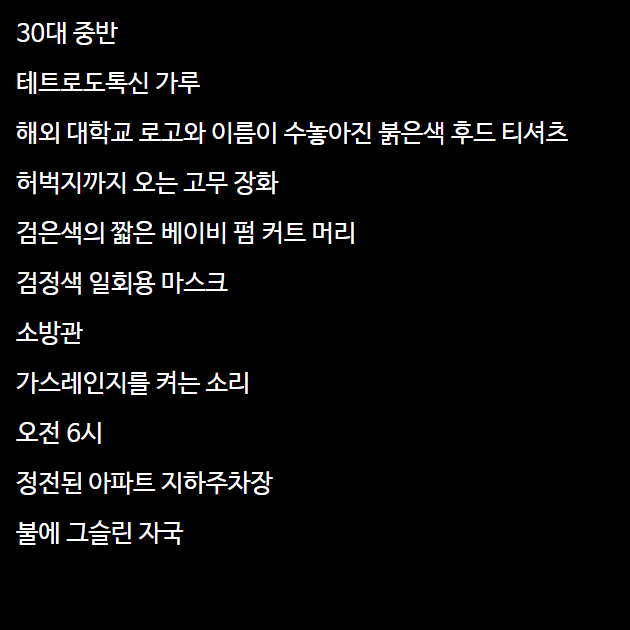 30대 중반
테트로도톡신 가루
해외 대학교 로고와 이름이 수놓아진 붉은색 후드 티셔츠
허벅지까지 오는 고무 장화
검은색의 짧은 베이비 펌 커트 머리
검정색 일회용 마스크
소방관
가스레인지를 켜는 소리
오전 6시
정전된 아파트 지하주차장
불에 그슬린 자국